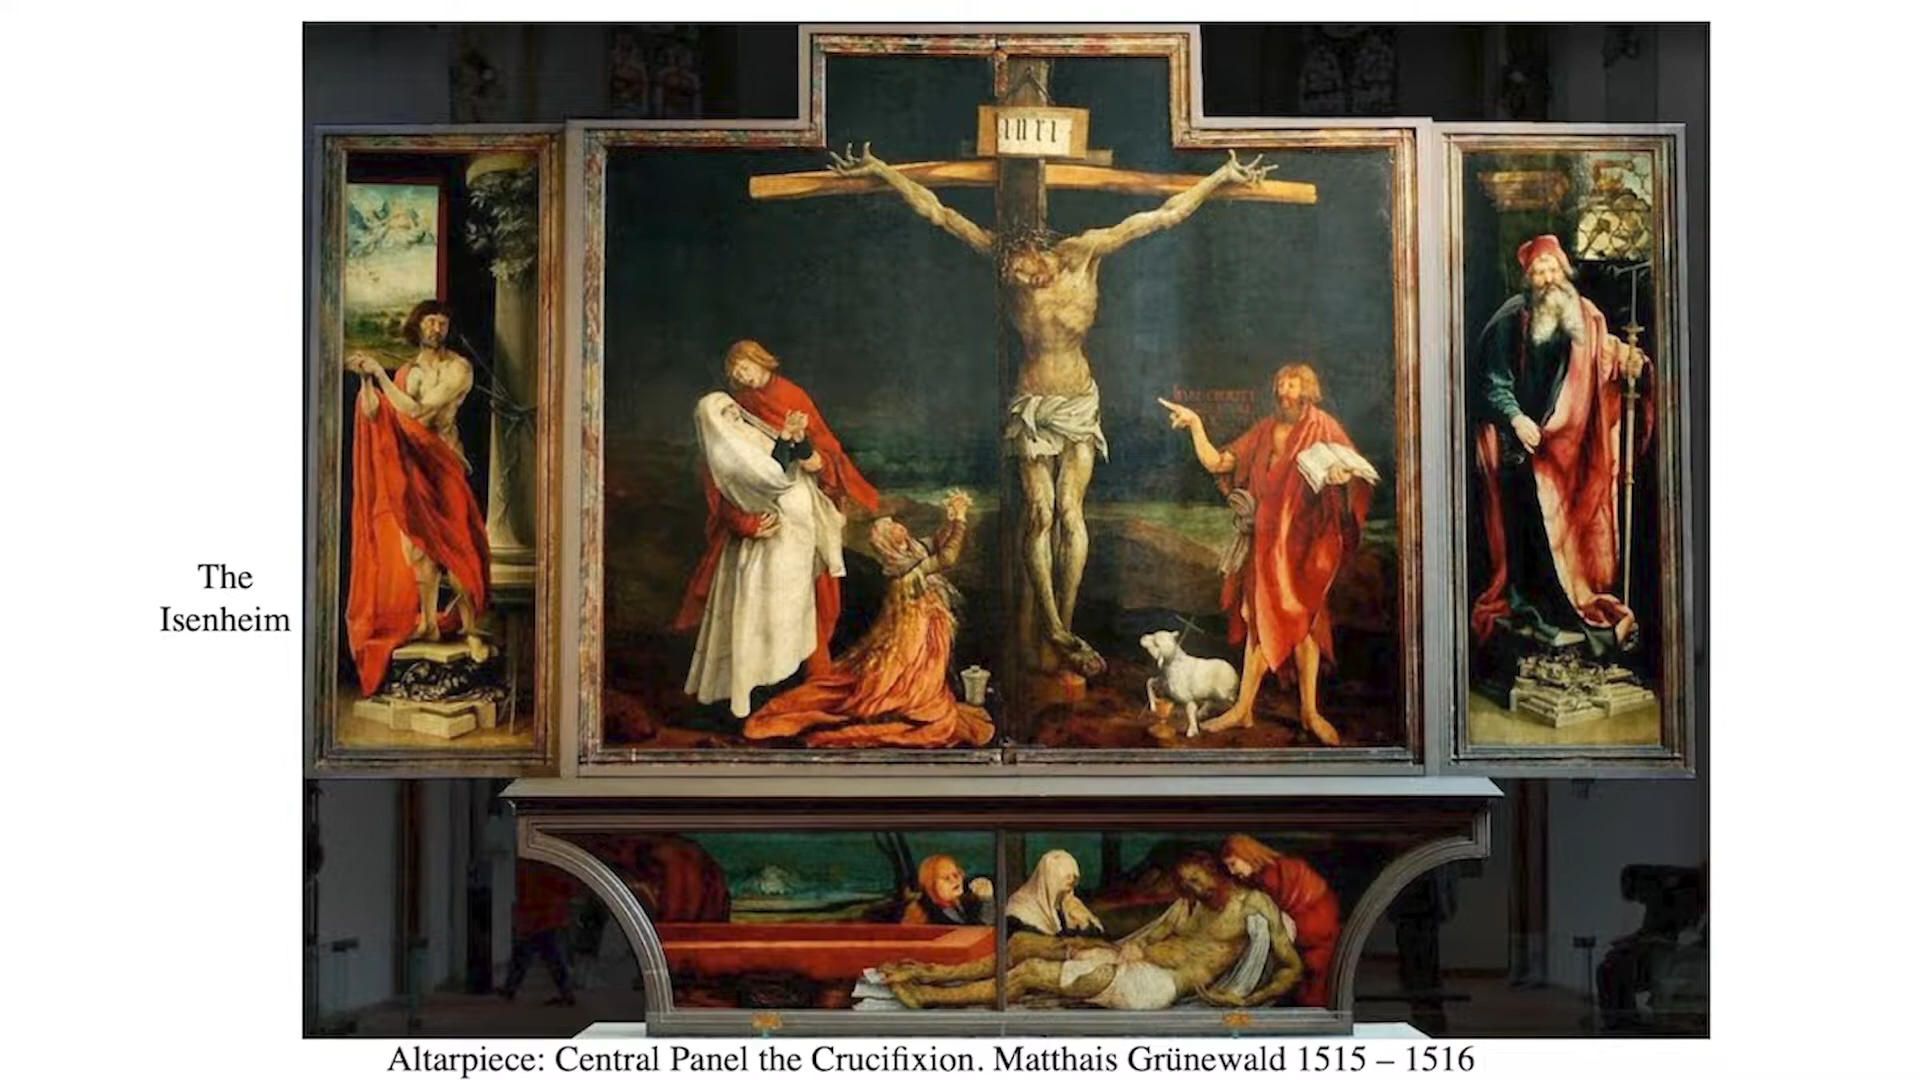 INRI
The
Isenheim
Altarpiece: Central Panel the Crucifixion. Matthais Grünewald 1515 – 1516